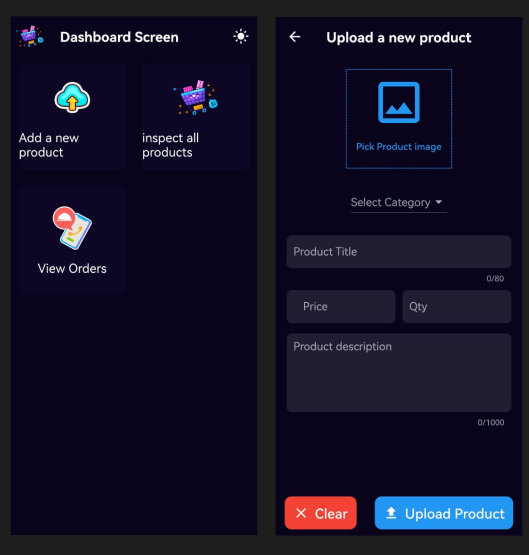 Dashboard Screen
Add a new
product
inspect all
products
View Orders
Upload a new product
Pick Product image
Select Category
Product Title
0/80
Price
Qty
Product description
0/1000
Clear
Upload Product